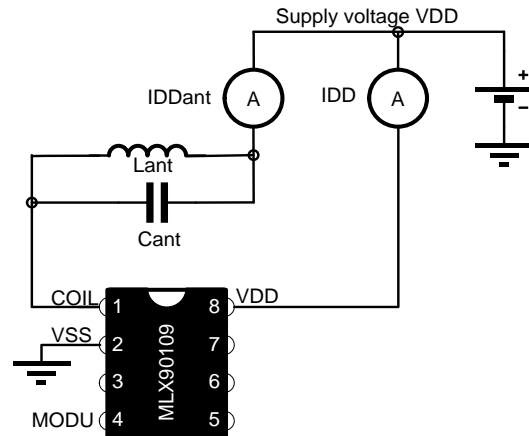 Supply voltage VDD
IDDant
A
IDD
A
+
−
Lant
Cant
COIL
1
8
VDD
VSS
2
7
3
6
MODU
4
5
MLX90109